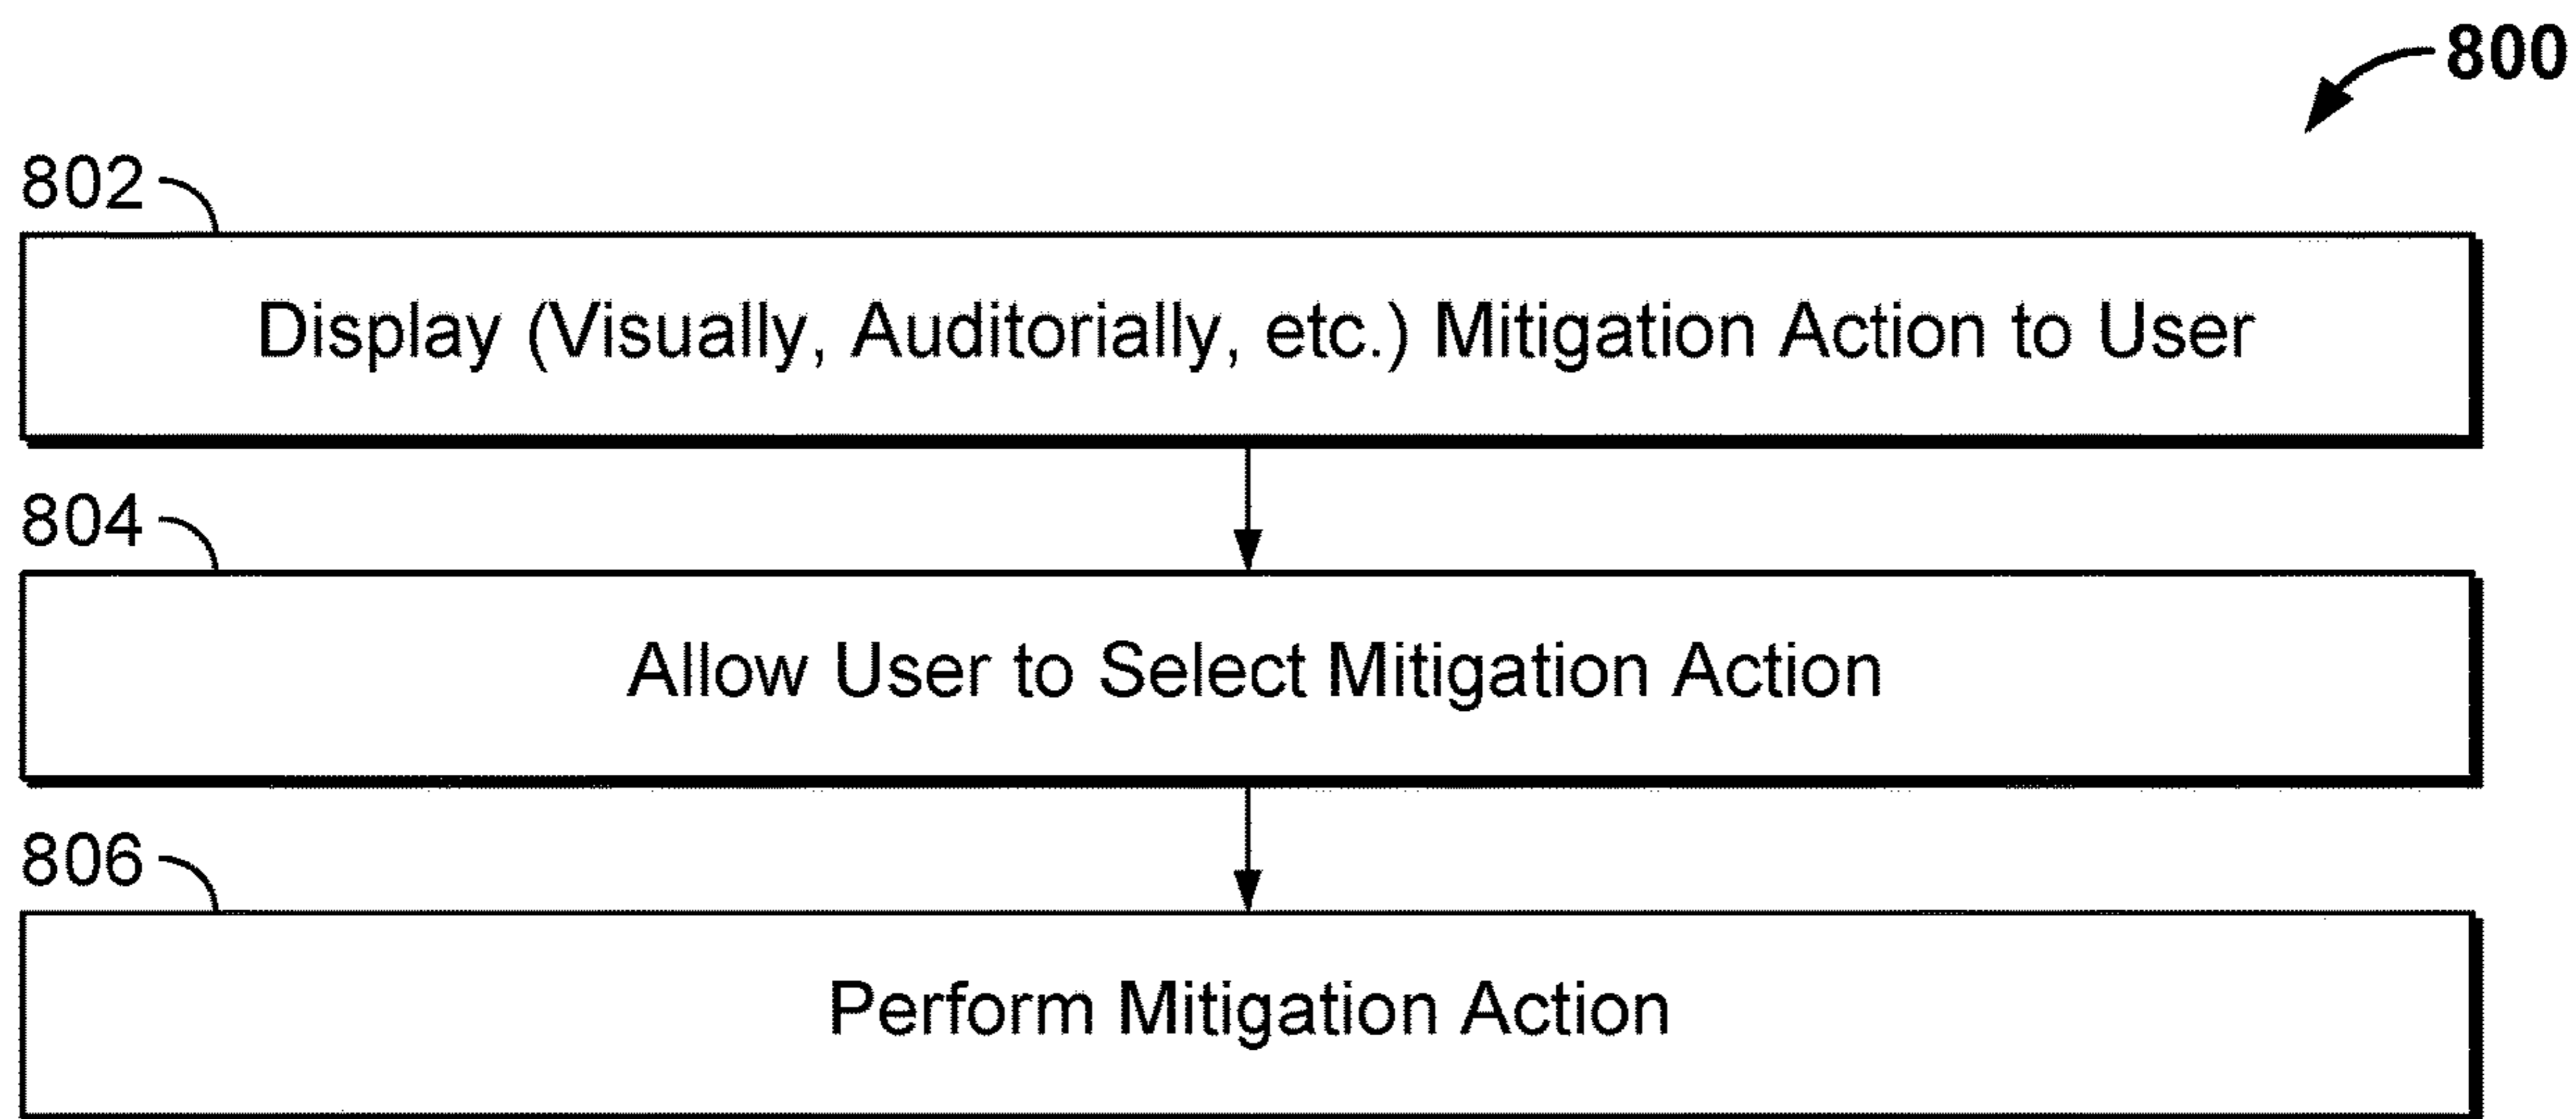 800
802
Display (Visually, Auditorially, etc.) Mitigation Action to User
804
Allow User to Select Mitigation Action
806
Perform Mitigation Action